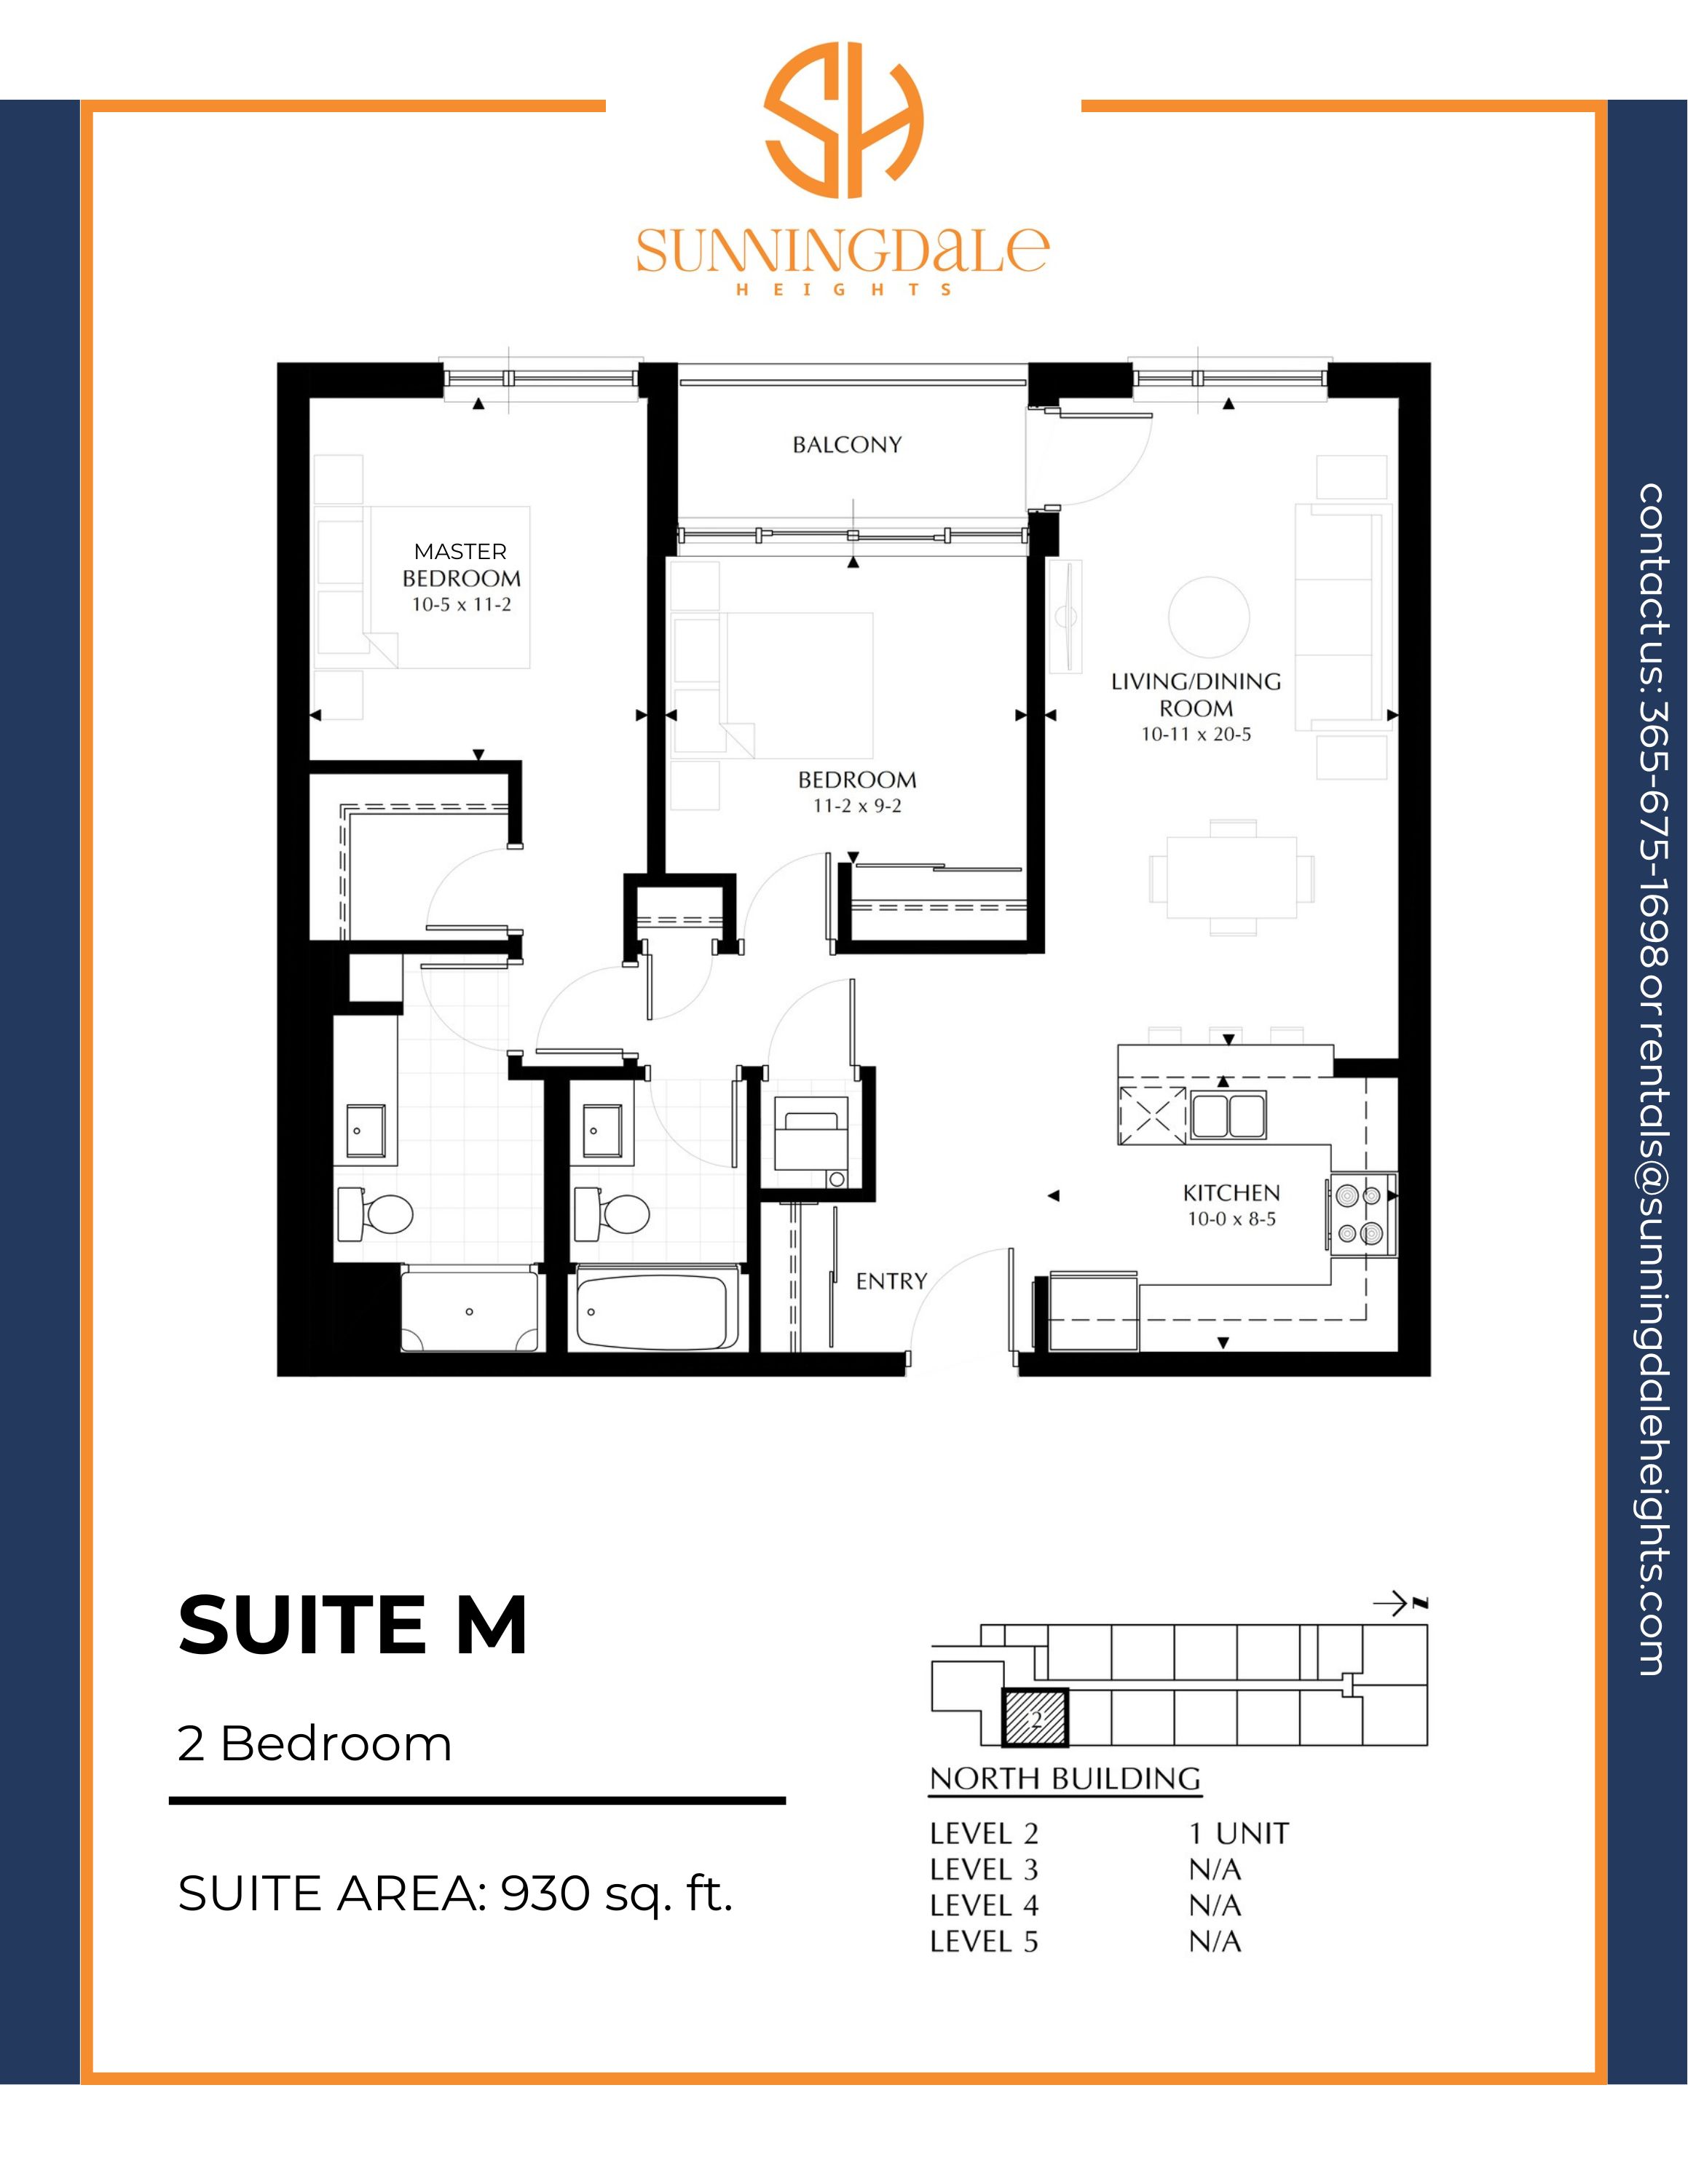 SUNNINGDALE
HEIGHTS
BALCONY
MASTER
BEDROOM
10-5 x 11-2
BEDROOM
11-2 x 9-2
LIVING/DINING
ROOM
10-11 x 20-5
KITCHEN
10-0 x 8-5
ENTRY
contact us: 365-675-1698 or rentals@sunningdaleheights.com
SUITE M
2 Bedroom
SUITE AREA: 930 sq. ft.
N
2
NORTH BUILDING
LEVEL 2 1 UNIT
LEVEL 3 N/A
LEVEL 4 N/A
LEVEL 5 N/A